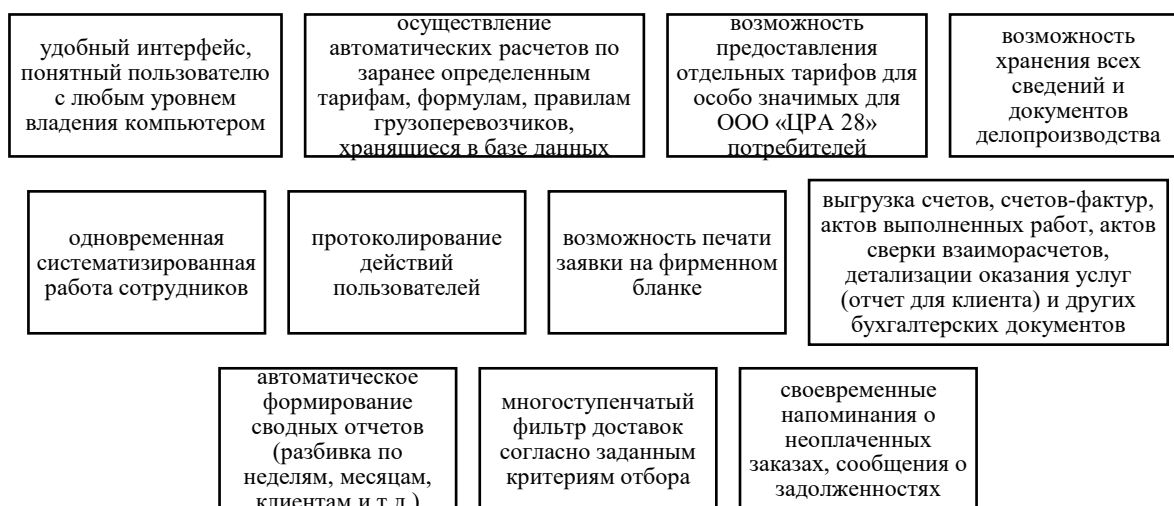 удобный интерфейс,
понятный пользователю
с любым уровнем
владения компьютером
осуществление
автоматических расчетов по
заранее определенным
тарифам, формулам, правилам
грузоперевозчиков,
хранящиеся в базе данных
возможность
предоставления
отдельных тарифов для
особо значимых для
ООО «ЦРА 28»
потребителей
возможность
хранения всех
сведений и
документов
делопроизводства
одновременная
систематизированная
работа сотрудников
протоколирование
действий
пользователей
возможность печати
заявки на фирменном
бланке
выгрузка счетов, счетов-фактур,
актов выполненных работ, актов
сверки взаиморасчетов,
детализации оказания услуг
(отчет для клиента) и других
бухгалтерских документов
автоматическое
формирование
сводных отчетов
(разбивка по
неделям, месяцам,
клиентам и т.д.)
многоступенчатый
фильтр доставок
согласно заданным
критериям отбора
своевременные
напоминания о
неоплаченных
заказах, сообщения о
задолженностях